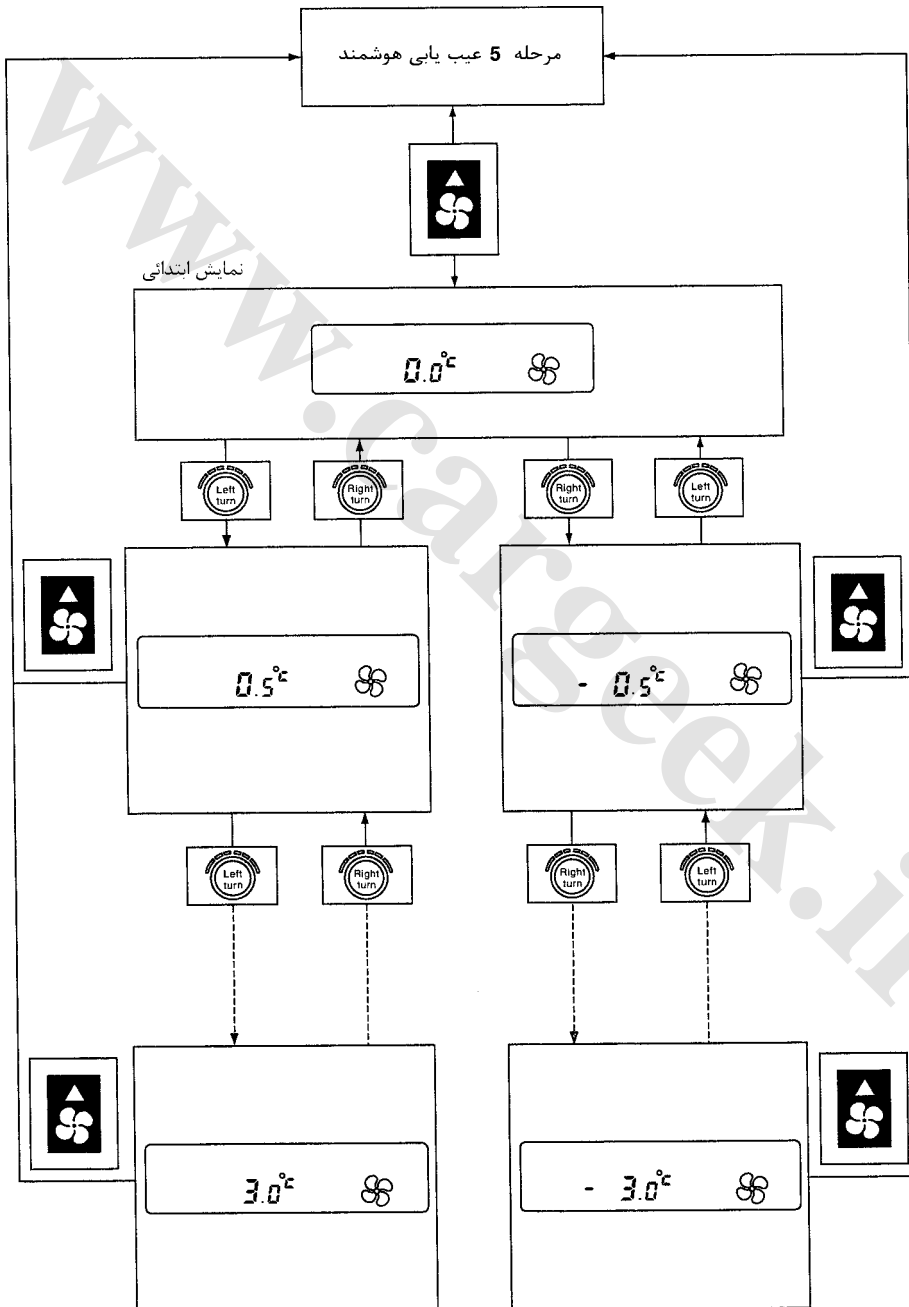 مرحله 5 عیب یابی هوشمند
نمایش ابتدائی
0.0°c
Left turn
Right turn
Right turn
Left turn
0.5°c
- 0.5°c
Left turn
Right turn
Right turn
Left turn
3.0°c
- 3.0°c
www.cargeek.ir